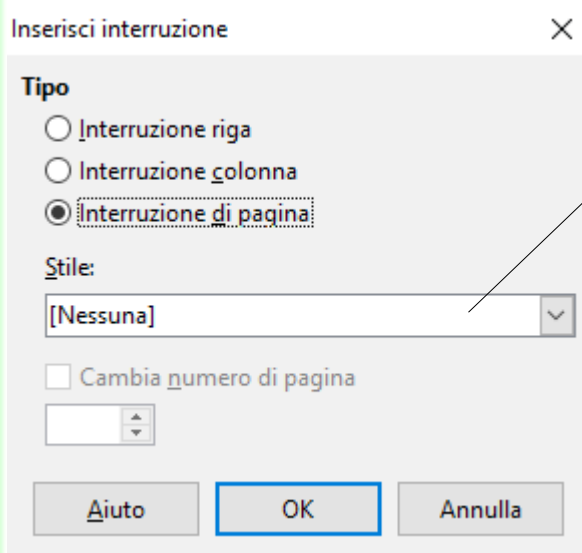 Inserisci interruzione
Tipo
Interruzione riga
Interruzione colonna
Interruzione di pagina
Stile:
[Nessuna]
Cambia numero di pagina
Aiuto OK Annulla